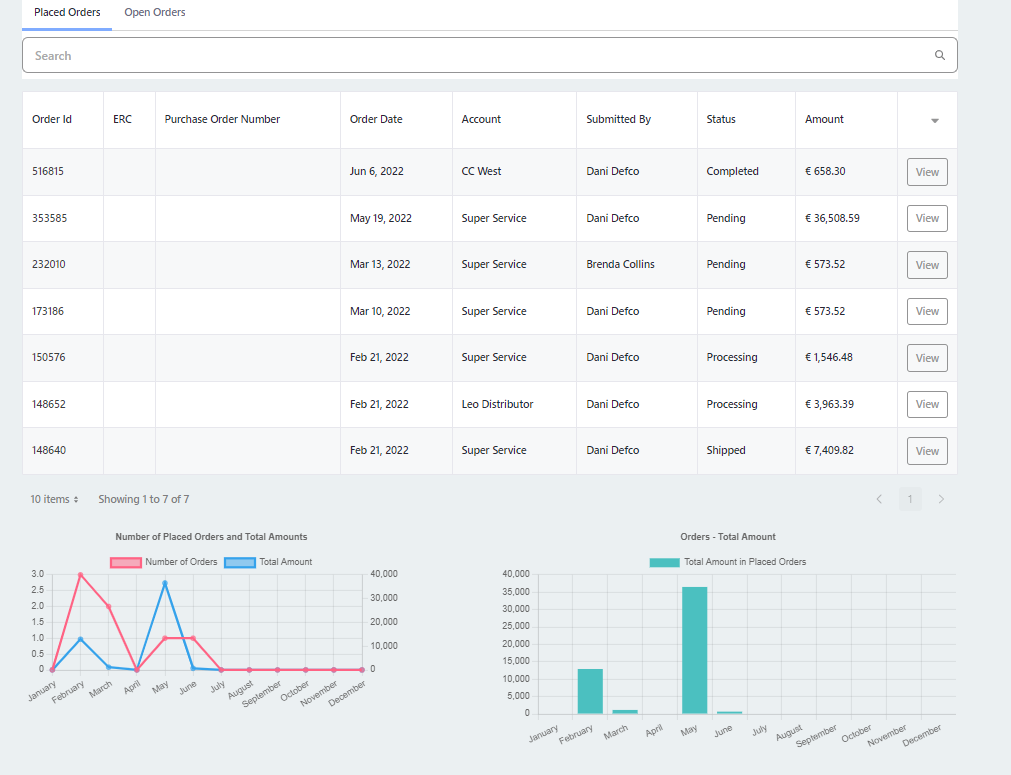 Placed Orders Open Orders
Search
Order Id ERC Purchase Order Number Order Date Account Submitted By Status Amount
516815 Jun 6, 2022 CC West Dani Defco Completed € 658.30 View
353585 May 19, 2022 Super Service Dani Defco Pending € 36,508.59 View
232010 Mar 13, 2022 Super Service Brenda Collins Pending € 573.52 View
173186 Mar 10, 2022 Super Service Dani Defco Pending € 573.52 View
150576 Feb 21, 2022 Super Service Dani Defco Processing € 1,546.48 View
148652 Feb 21, 2022 Leo Distributor Dani Defco Processing € 3,963.39 View
148640 Feb 21, 2022 Super Service Dani Defco Shipped € 7,409.82 View
10 items Showing 1 to 7 of 7 1
Number of Placed Orders and Total Amounts
Number of Orders Total Amount
3.0 40,000
2.5
30,000
2.0
20,000
1.5
1.0
10,000
0.5
0 0
January February March April May June July August September October November December
Orders - Total Amount
Total Amount in Placed Orders
40,000
35,000
30,000
25,000
20,000
15,000
10,000
5,000
0
January February March April May June July August September October November December